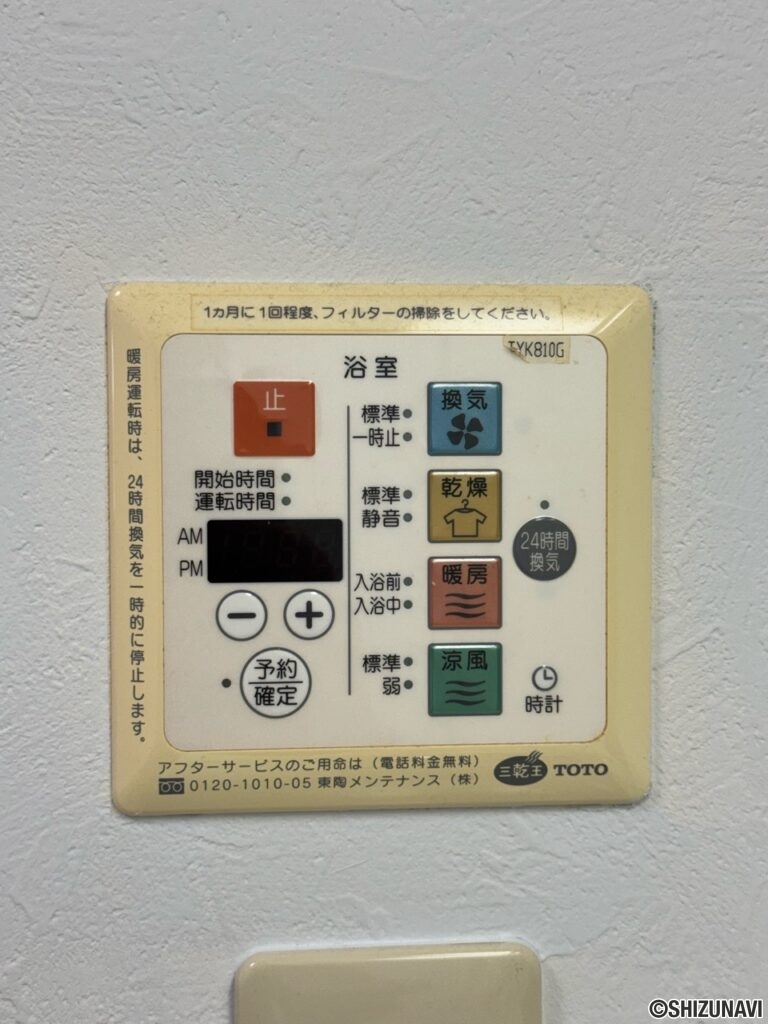 1ヵ月に1回程度、フィルターの掃除をしてください。
TYK810G
浴室
暖房運転時は、24時間換気を一時的に停止します。
止
開始時間
運転時間
AM
PM
予約
確定
標準
一時止
換気
標準
静音
乾燥
入浴前
入浴中
暖房
標準
弱
涼風
24時間
換気
時計
アフターサービスのご用命は（電話料金無料）
0120-1010-05 東陶メンテナンス（株）
三乾王 TOTO
©SHIZUNAVI